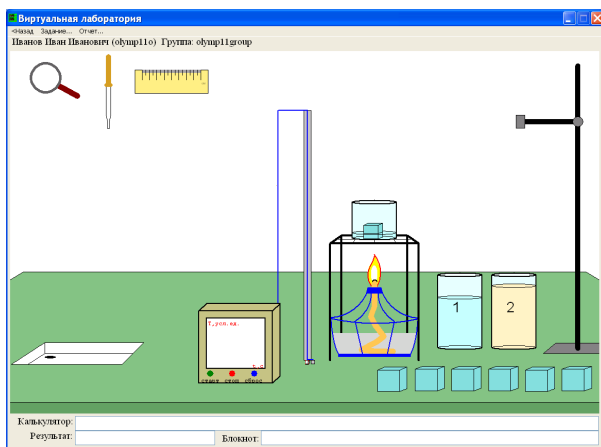 Виртуальная лаборатория
<Назад Задание... Отчет...
Иванов Иван Иванович (olymp11o) Группа: olymp11group
1
2
T,усл.ед.
t,c
старт стоп сброс
Калькулятор:
Результат:
Блокнот: